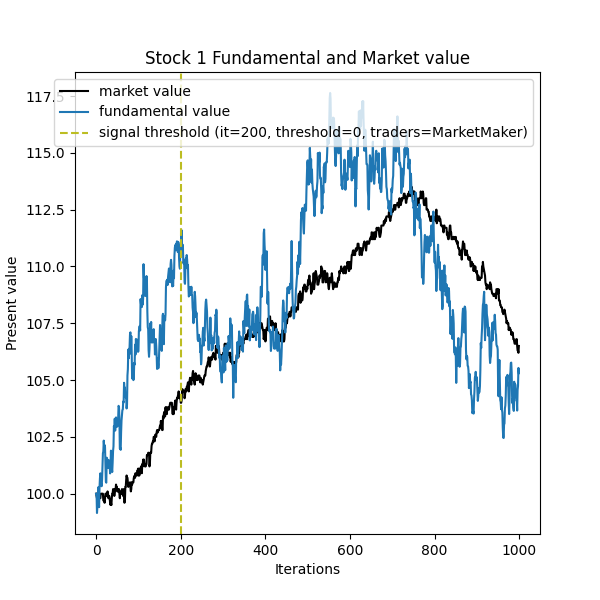 Stock 1 Fundamental and Market value
market value
fundamental value
signal threshold (it=200, threshold=0, traders=MarketMaker)
117.5
115.0
112.5
110.0
107.5
105.0
102.5
100.0
Present value
0 200 400 600 800 1000
Iterations